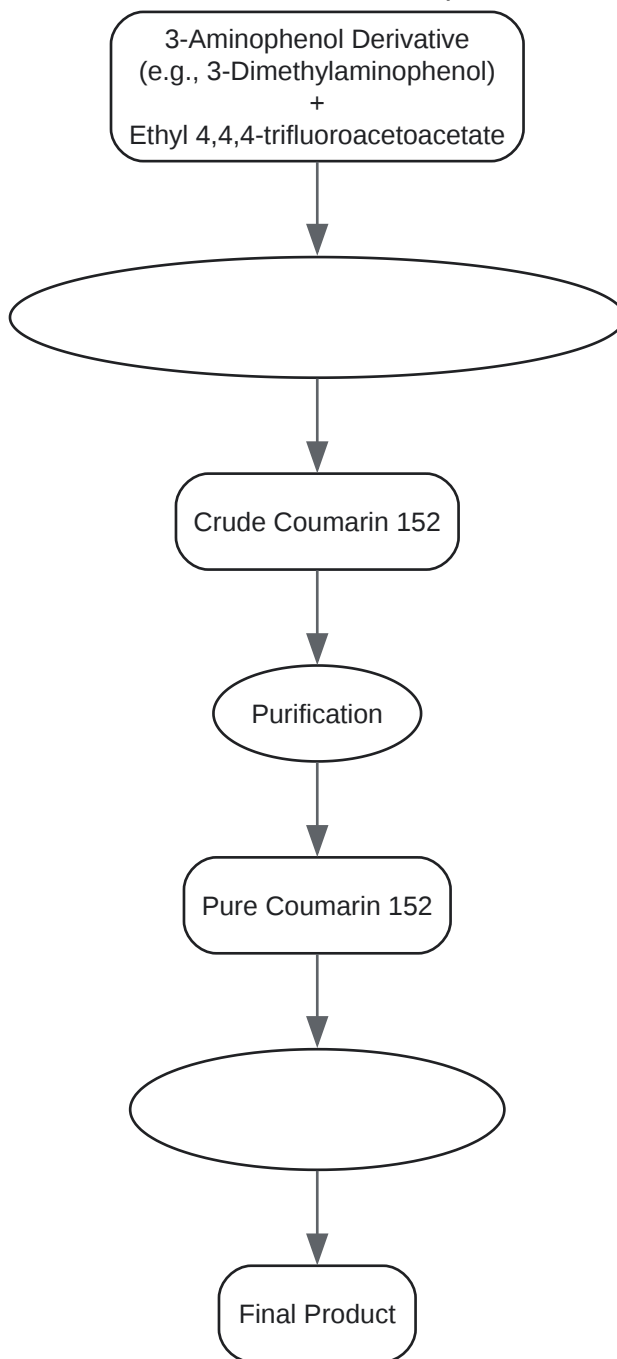 3-Aminophenol Derivative
(e.g., 3-Dimethylaminophenol)
+
Ethyl 4,4,4-trifluoroacetoacetate
Crude Coumarin 152
Purification
Pure Coumarin 152
Final Product